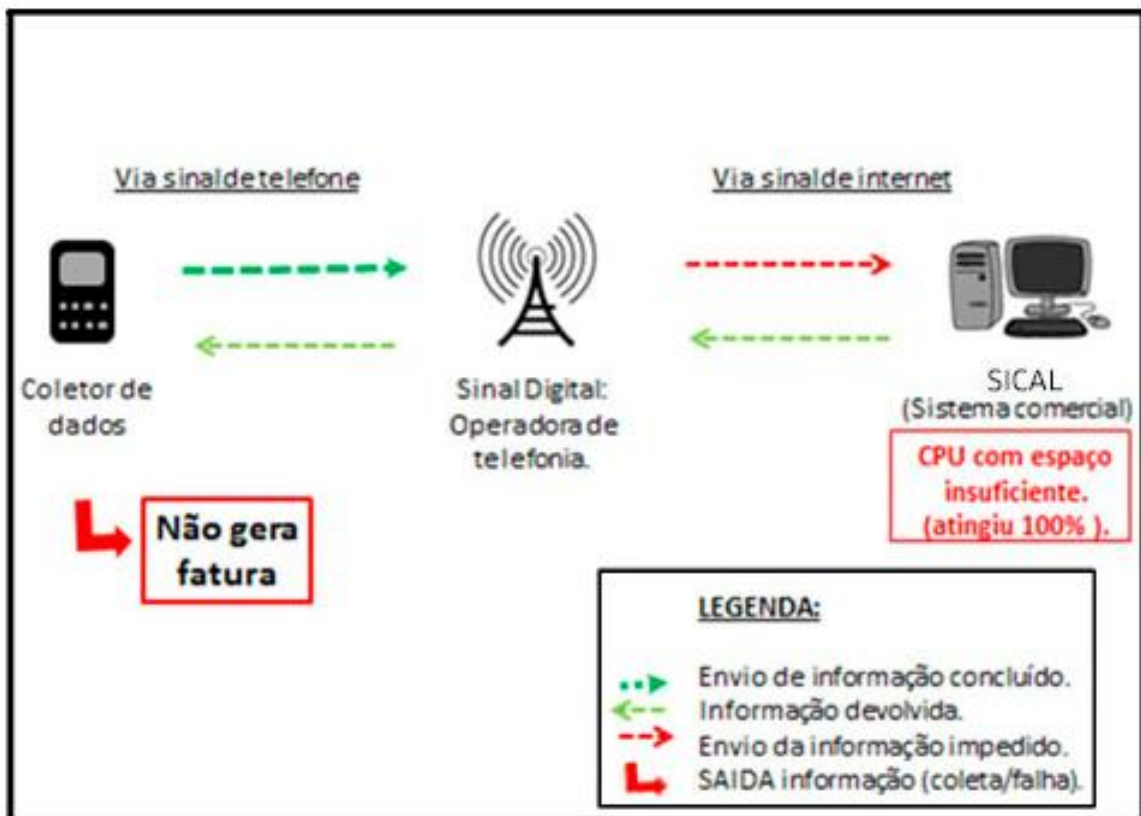 Via sinal de telefone
Via sinal de internet
Coletor de
dados
Sinal Digital:
Operadora de
telefonia.
SICAL
(Sistema comercial)
CPU com espaço
insuficiente.
(atingiu 100% ).
Não gera
fatura
LEGENDA:
Envio de informação concluído.
Informação devolvida.
Envio da informação impedido.
SAIDA informação (coleta/falha).